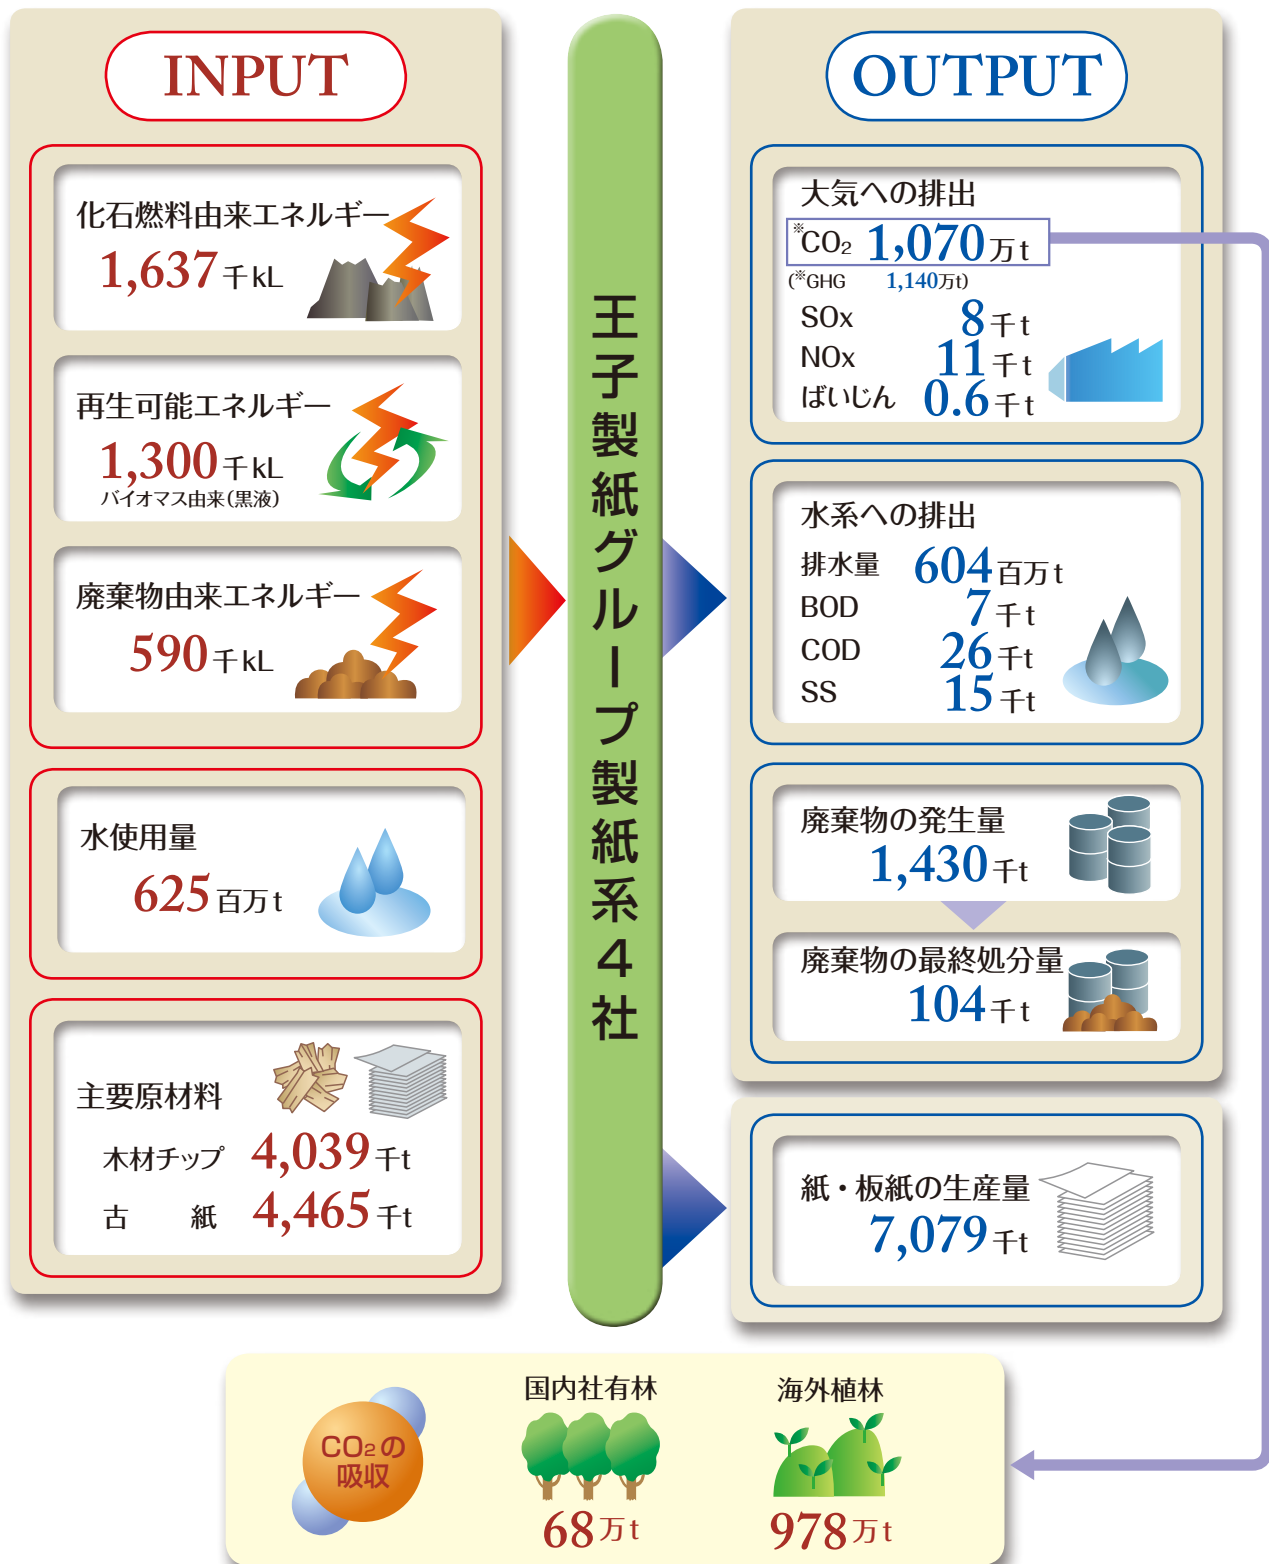 INPUT
化石燃料由来エネルギー
1,637千kL
再生可能エネルギー
1,300千kL
バイオマス由来(黒液)
廃棄物由来エネルギー
590千kL
水使用量
625百万t
主要原材料
木材チップ 4,039千t
古紙 4,465千t
王子製紙グループ製紙系4社
OUTPUT
大気への排出
※CO₂ 1,070万t
(※GHG 1,140万t)
SOx 8千t
NOx 11千t
ばいじん 0.6千t
水系への排出
排水量 604百万t
BOD 7千t
COD 26千t
SS 15千t
廃棄物の発生量
1,430千t
廃棄物の最終処分量
104千t
紙・板紙の生産量
7,079千t
CO₂の
吸収
国内社有林
68万t
海外植林
978万t